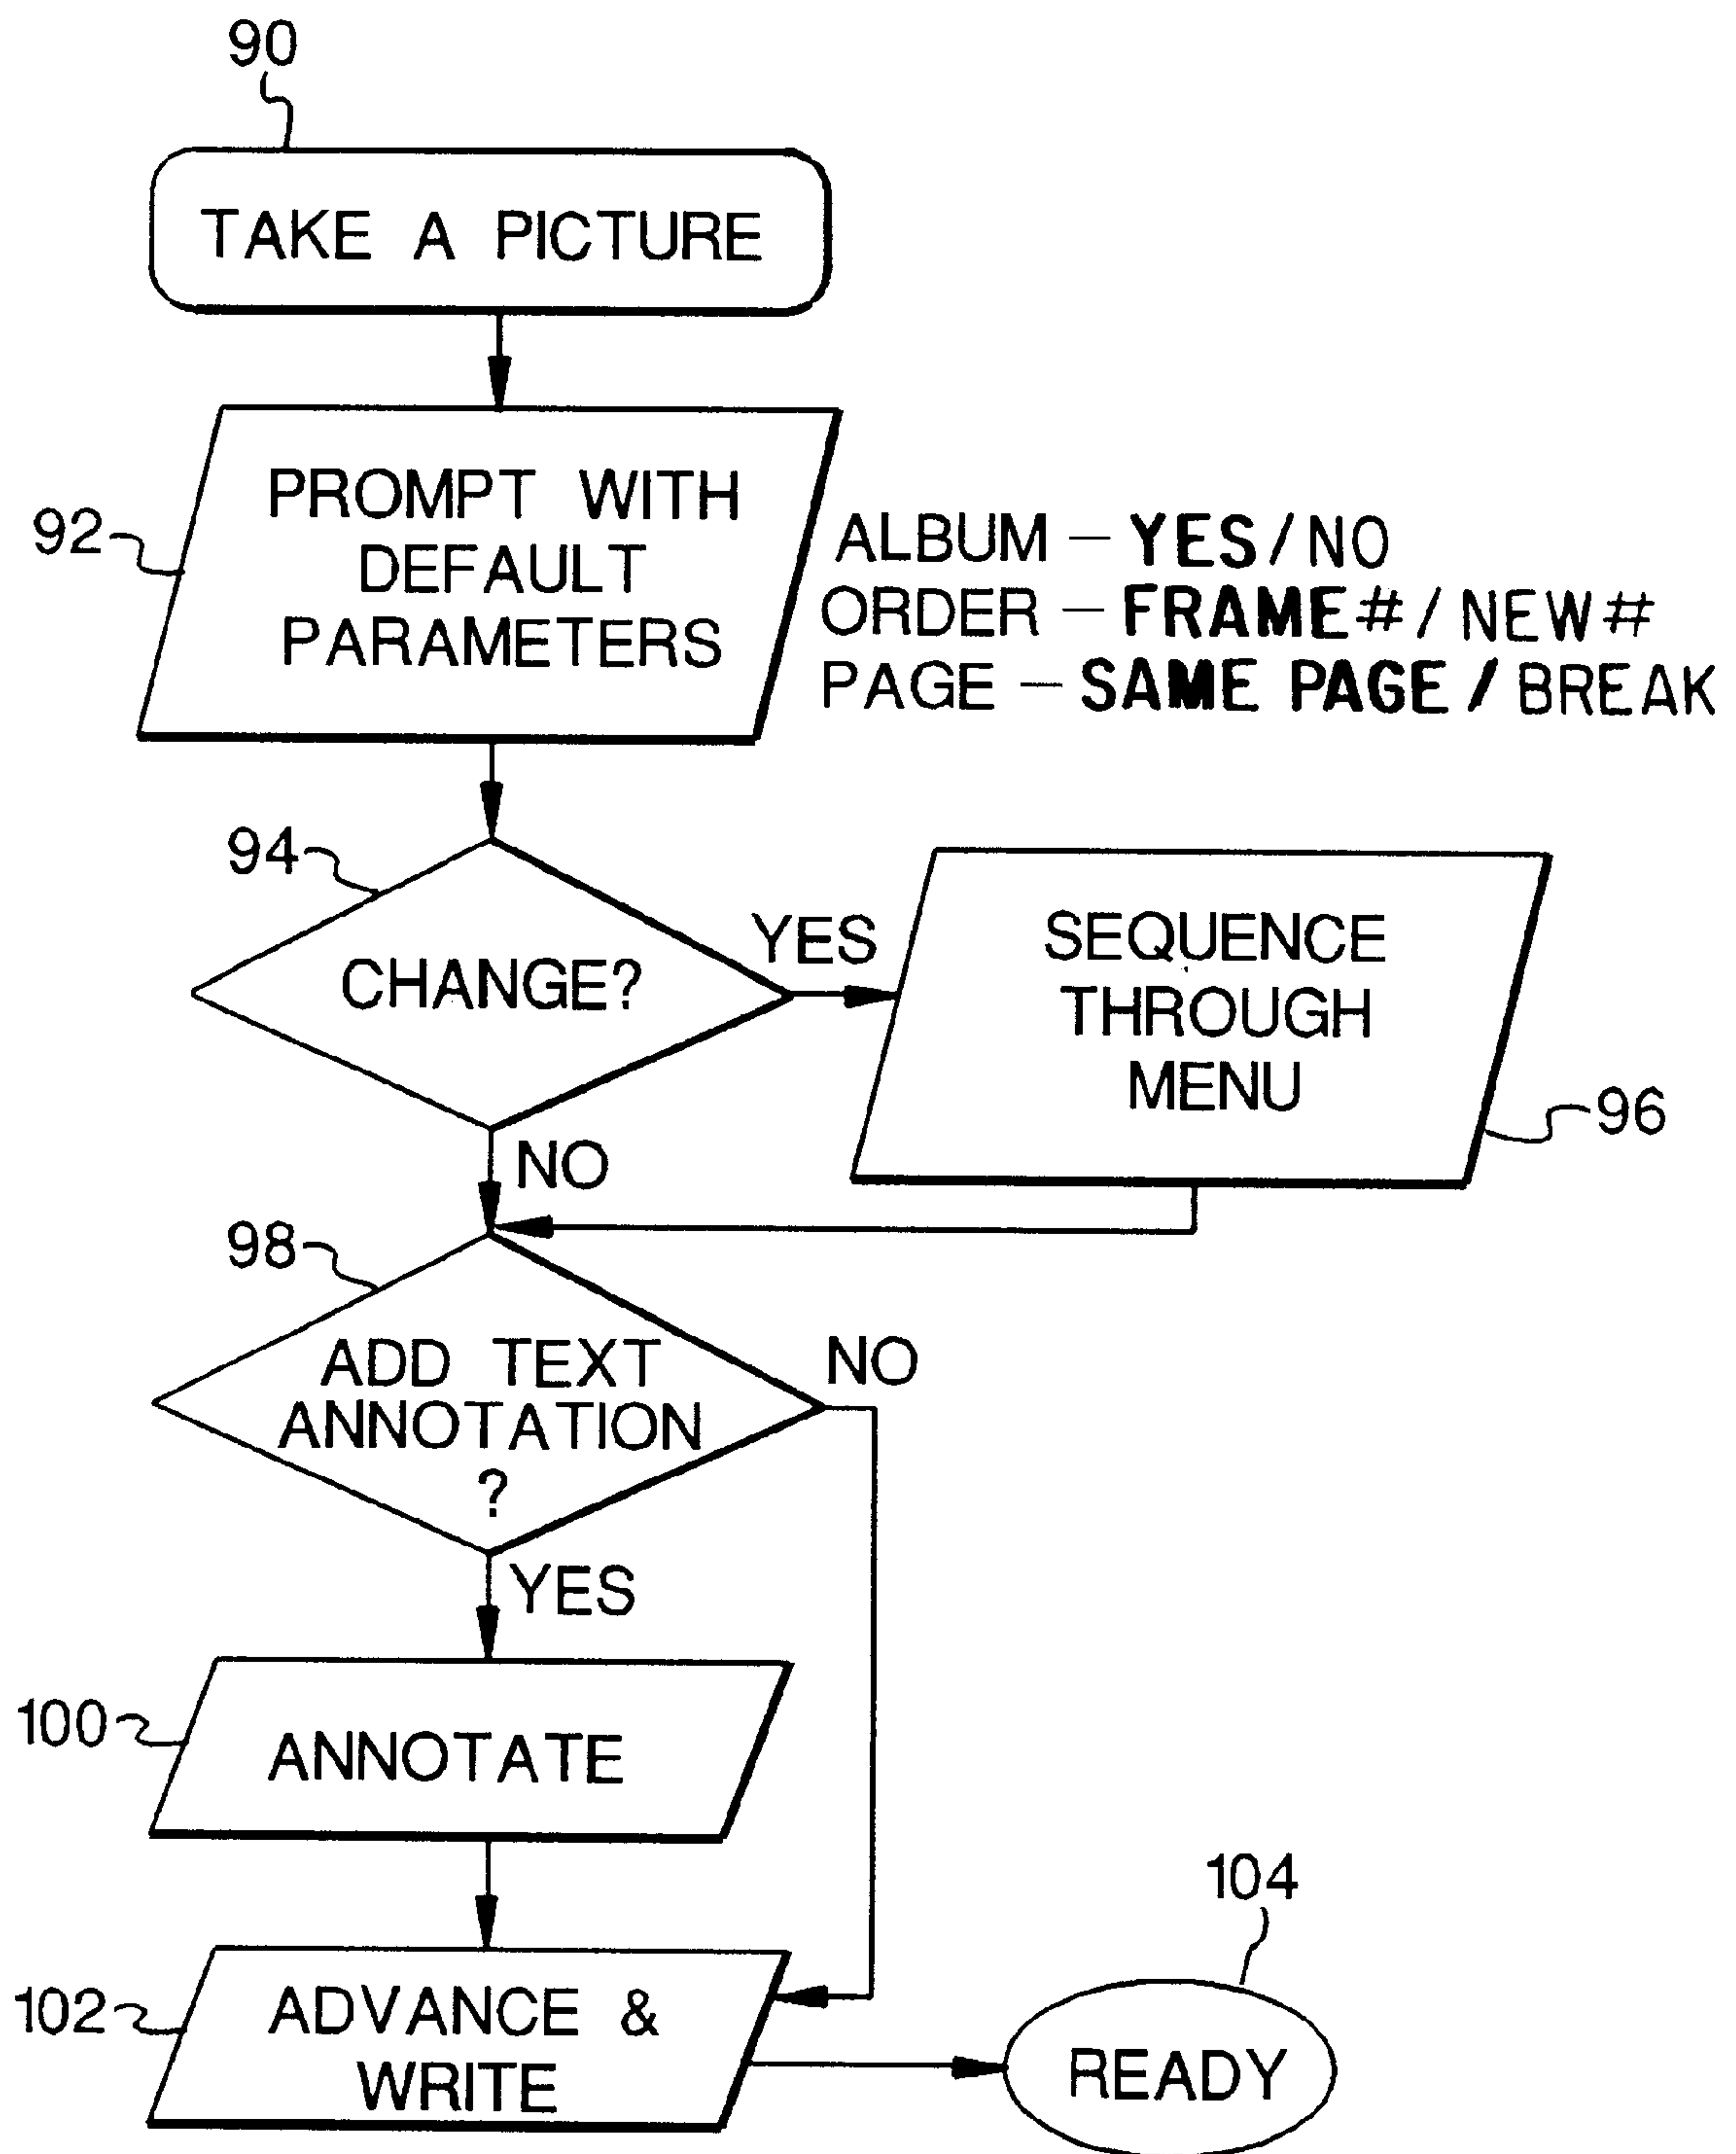 90
TAKE A PICTURE
92
PROMPT WITH
DEFAULT
PARAMETERS
ALBUM – YES/NO
ORDER – FRAME#/NEW#
PAGE – SAME PAGE/BREAK
94
CHANGE?
YES
SEQUENCE
THROUGH
MENU
96
NO
98
ADD TEXT
ANNOTATION
?
NO
YES
100
ANNOTATE
102
ADVANCE &
WRITE
104
READY